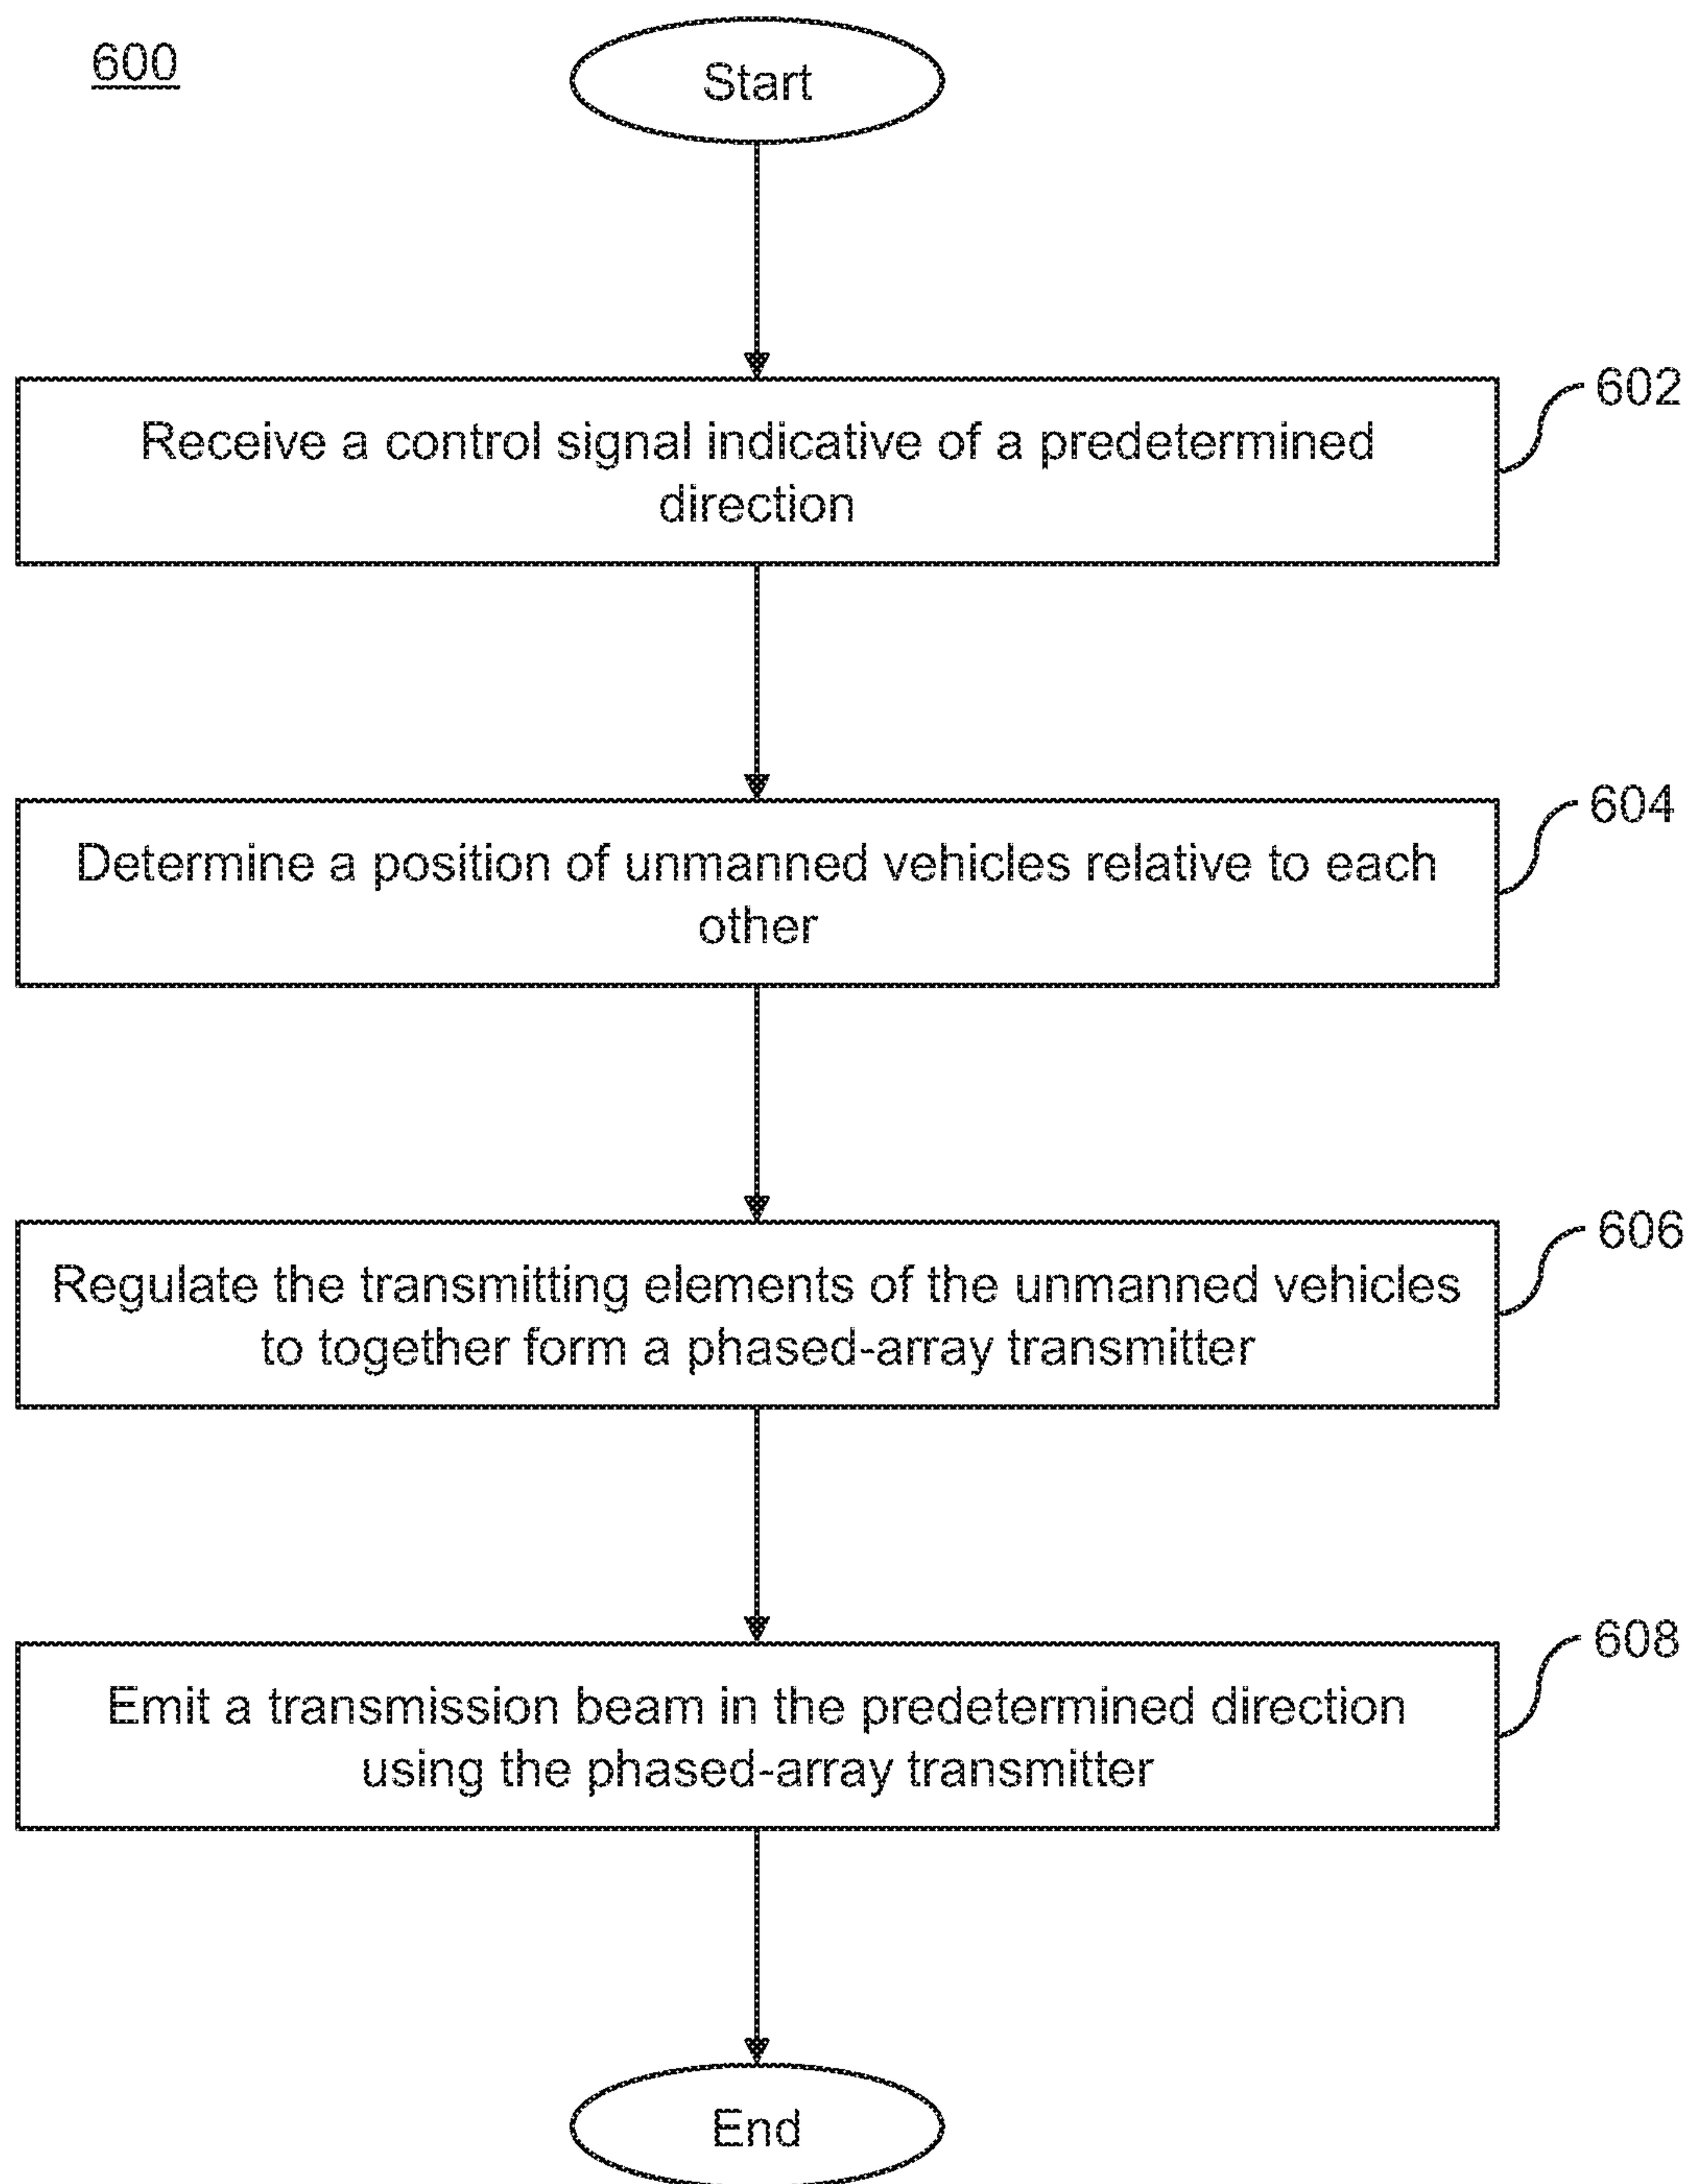 600
Start
Receive a control signal indicative of a predetermined
direction
602
Determine a position of unmanned vehicles relative to each
other
604
Regulate the transmitting elements of the unmanned vehicles
to together form a phased-array transmitter
606
Emit a transmission beam in the predetermined direction
using the phased-array transmitter
608
End